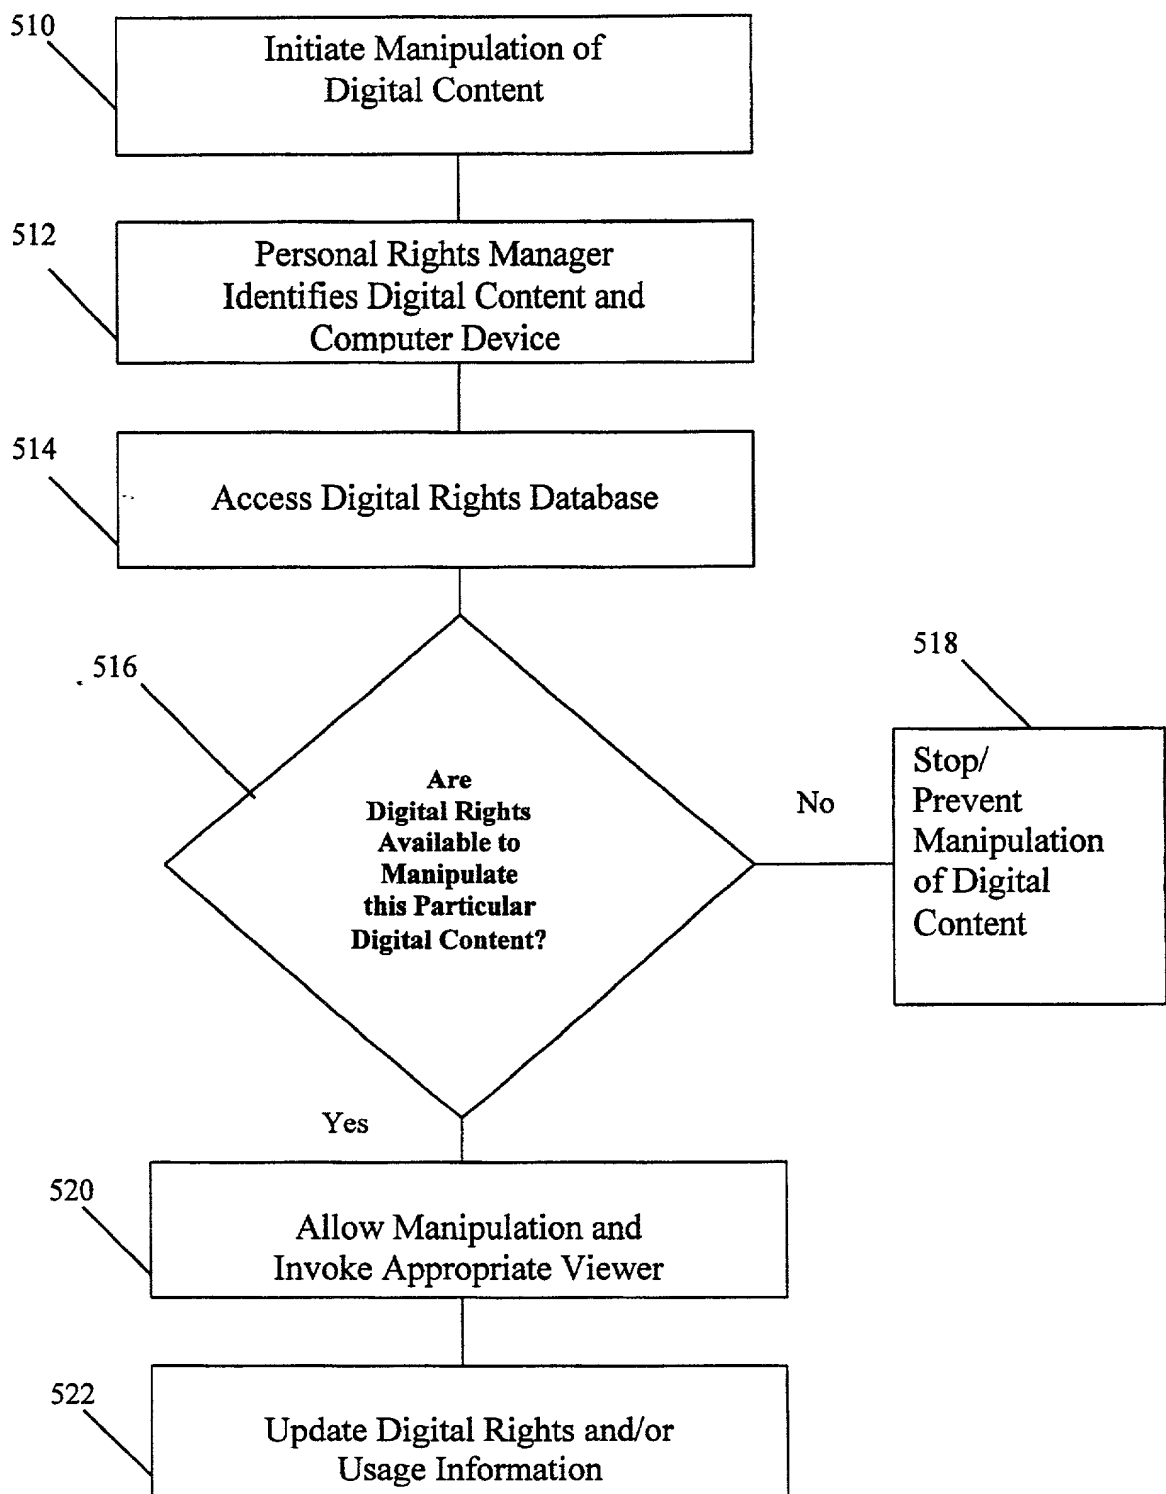 510
Initiate Manipulation of
Digital Content
512
Personal Rights Manager
Identifies Digital Content and
Computer Device
514
Access Digital Rights Database
516
Are
Digital Rights
Available to
Manipulate
this Particular
Digital Content?
No
518
Stop/
Prevent
Manipulation
of Digital
Content
Yes
520
Allow Manipulation and
Invoke Appropriate Viewer
522
Update Digital Rights and/or
Usage Information